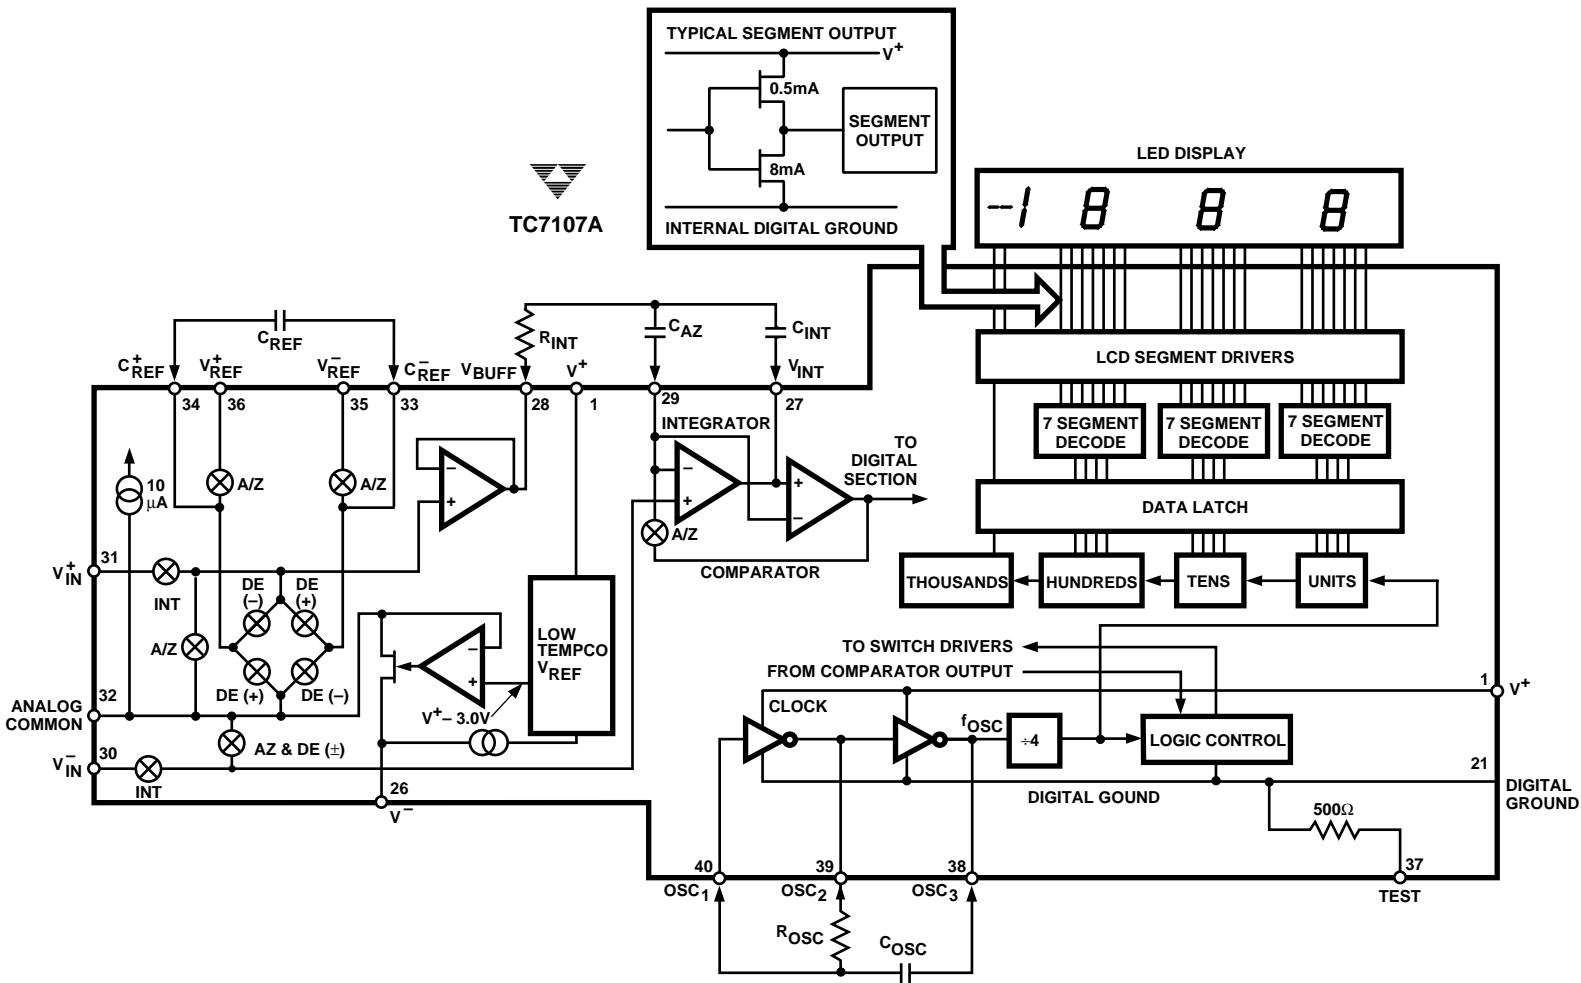 TYPICAL SEGMENT OUTPUT
V+
0.5mA
SEGMENT
OUTPUT
8mA
INTERNAL DIGITAL GROUND
TC7107A
LED DISPLAY
-1 8 8 8
LCD SEGMENT DRIVERS
7 SEGMENT
DECODE
7 SEGMENT
DECODE
7 SEGMENT
DECODE
DATA LATCH
THOUSANDS
HUNDREDS
TENS
UNITS
TO SWITCH DRIVERS
FROM COMPARATOR OUTPUT
CREF
RINT
CAZ
CINT
C+REF
V+REF
V−REF
C−REF
VBUFF
V+
VINT
34
36
35
33
28
1
29
27
INTEGRATOR
TO
DIGITAL
SECTION
10
µA
A/Z
A/Z
−
+
−
+
+
−
A/Z
COMPARATOR
31
V+IN
INT
DE
(–)
DE
(+)
A/Z
DE (+)
DE (–)
32
ANALOG
COMMON
AZ & DE (±)
30
V−IN
INT
−
+
LOW
TEMPCO
VREF
V+ – 3.0V
26
V−
CLOCK
fOSC
÷4
LOGIC CONTROL
1
V+
21
DIGITAL
GROUND
DIGITAL GOUND
500Ω
37
TEST
40
OSC1
39
OSC2
38
OSC3
ROSC
COSC